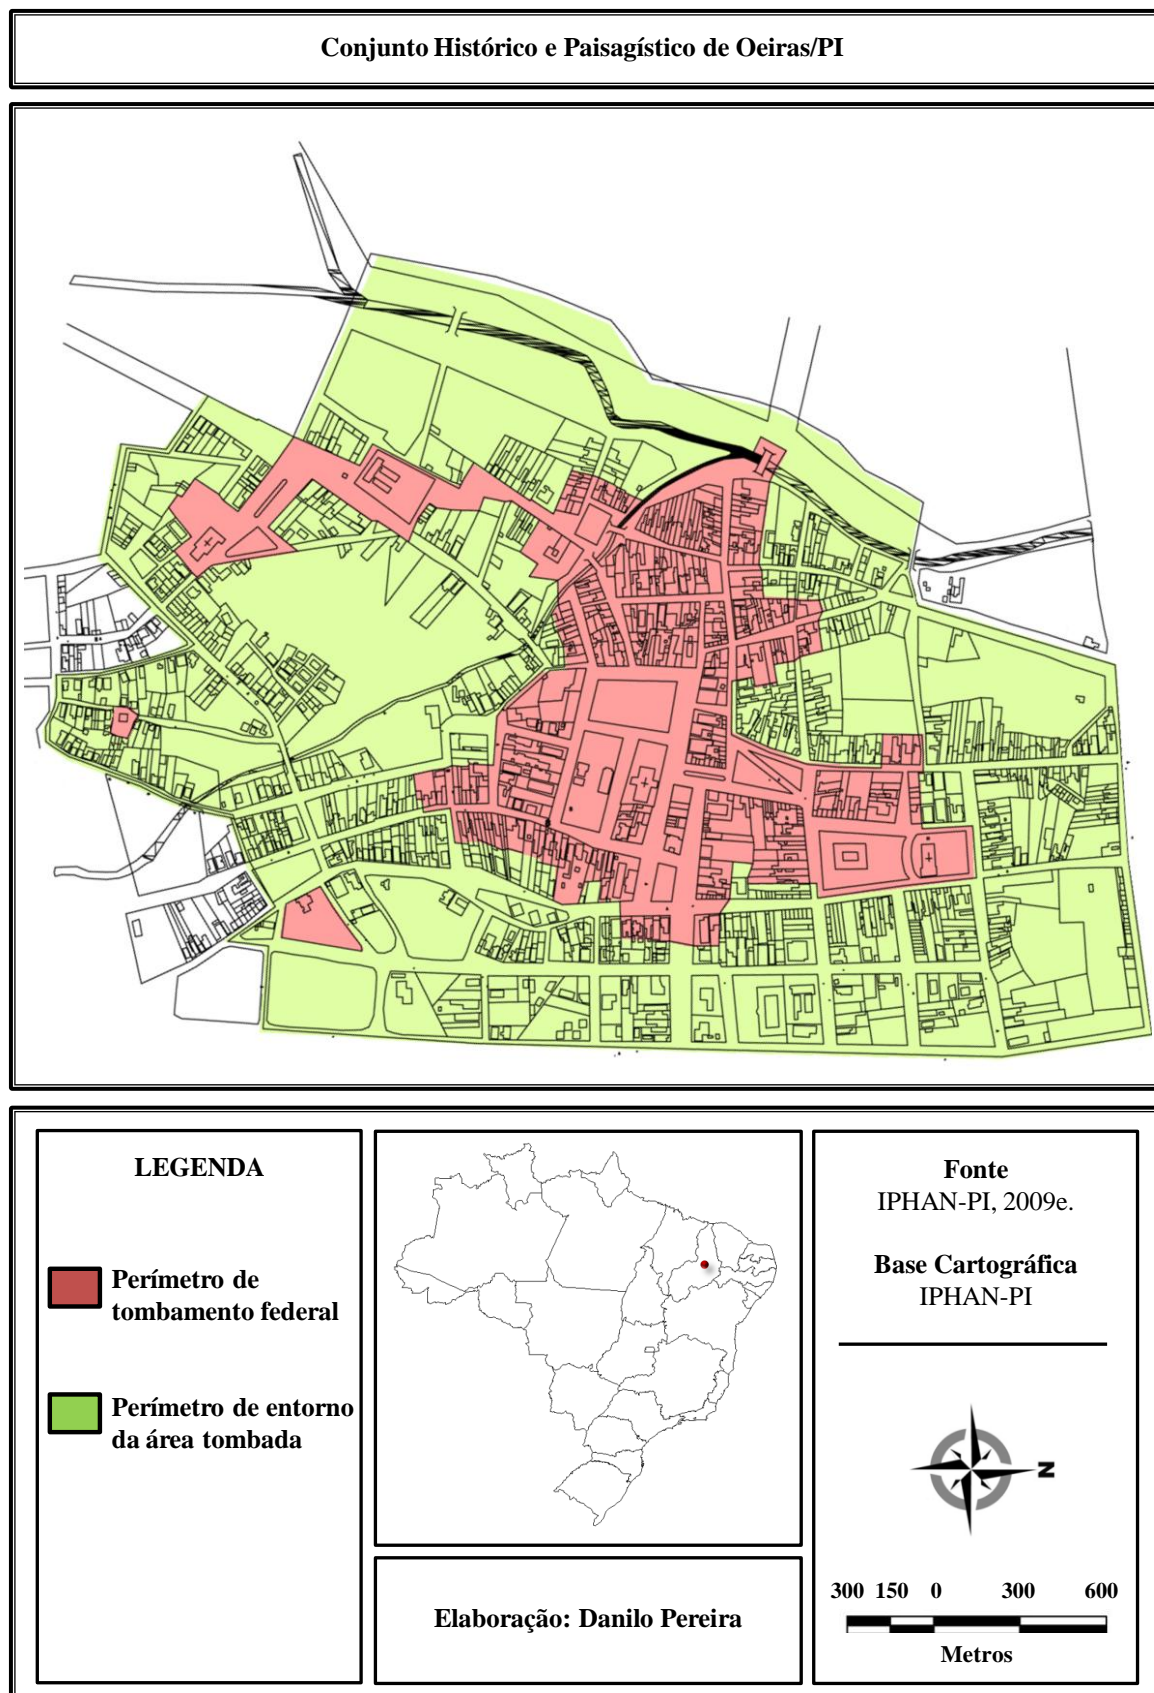 Conjunto Histórico e Paisagístico de Oeiras/PI
LEGENDA
Perímetro de
tombamento federal
Perímetro de entorno
da área tombada
Elaboração: Danilo Pereira
Fonte
IPHAN-PI, 2009e.
Base Cartográfica
IPHAN-PI
N
300 150 0 300 600
Metros